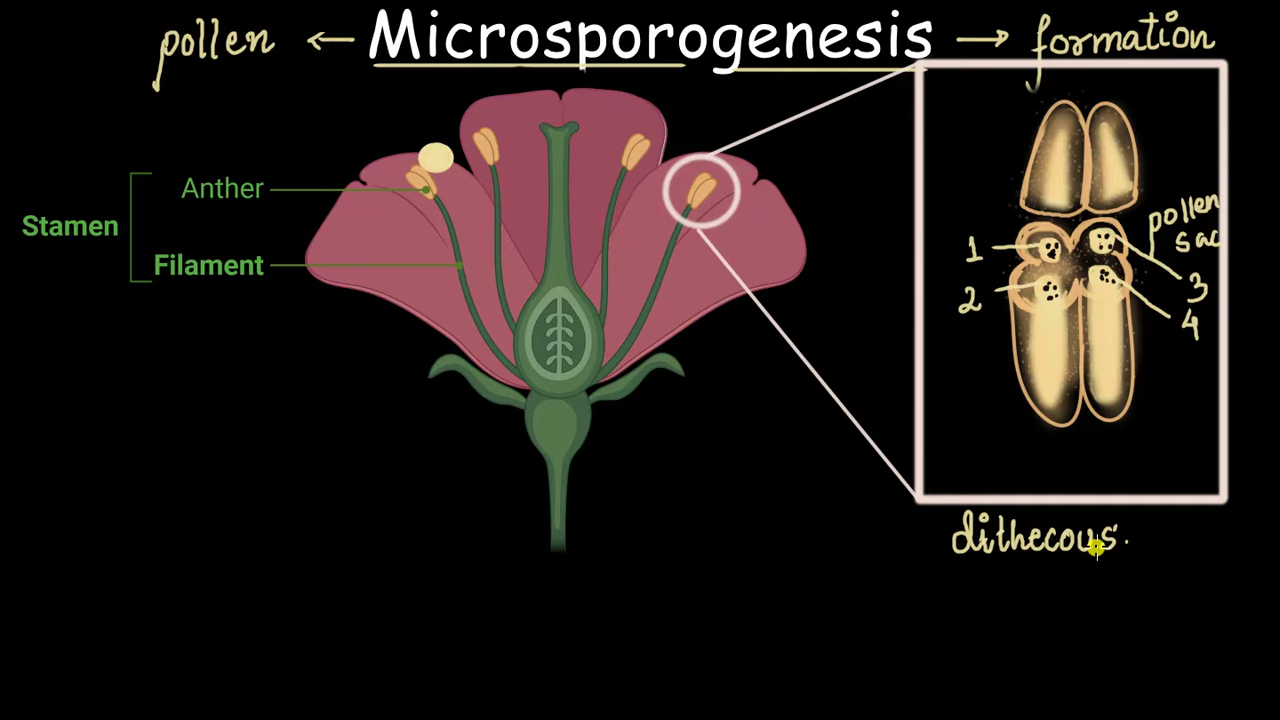 pollen ← Microsporogenesis → formation
Anther
Stamen
Filament
pollen
sac
1
2
3
4
dithecous.